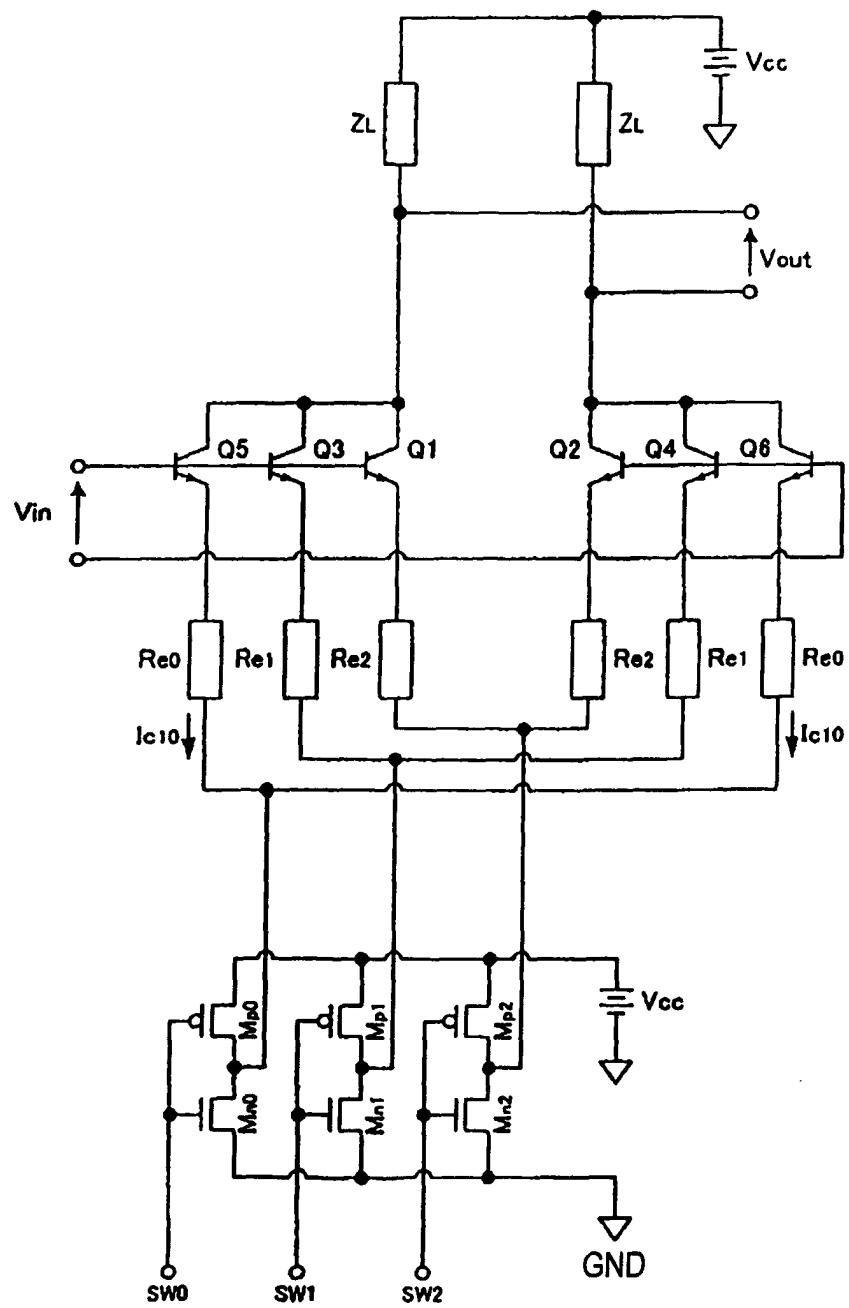 Vcc
ZL
ZL
Vout
Q5
Q3
Q1
Q2
Q4
Q6
Vin
Re0
Re1
Re2
Re2
Re1
Re0
Ic10
Ic10
Mp0
Mp1
Mp2
Vcc
Mn0
Mn1
Mn2
GND
SW0
SW1
SW2